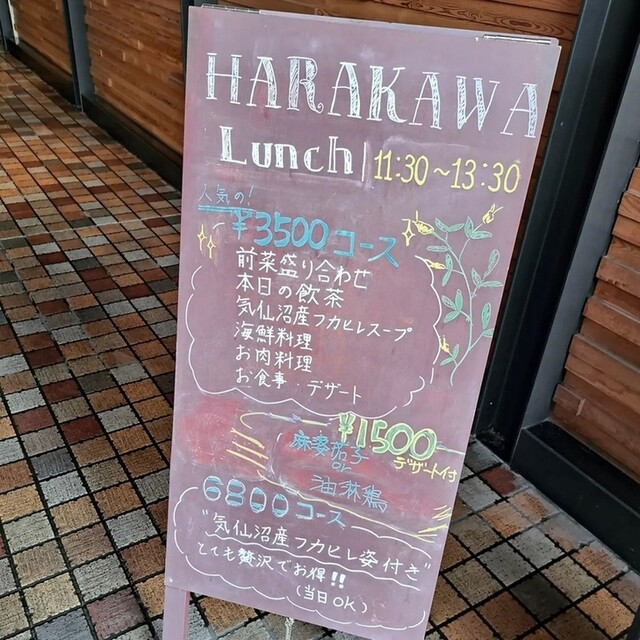 HARAKAWA
Lunch 11:30~13:30
人気の!
¥3500コース
前菜盛り合わせ
本日の飲茶
気仙沼産フカヒレスープ
海鮮料理
お肉料理
お食事・デザート
¥1500
デザート付
or
油淋鶏
6800コース
"気仙沼産フカヒレ姿付き"
とても贅沢でお得!!
(当日OK)